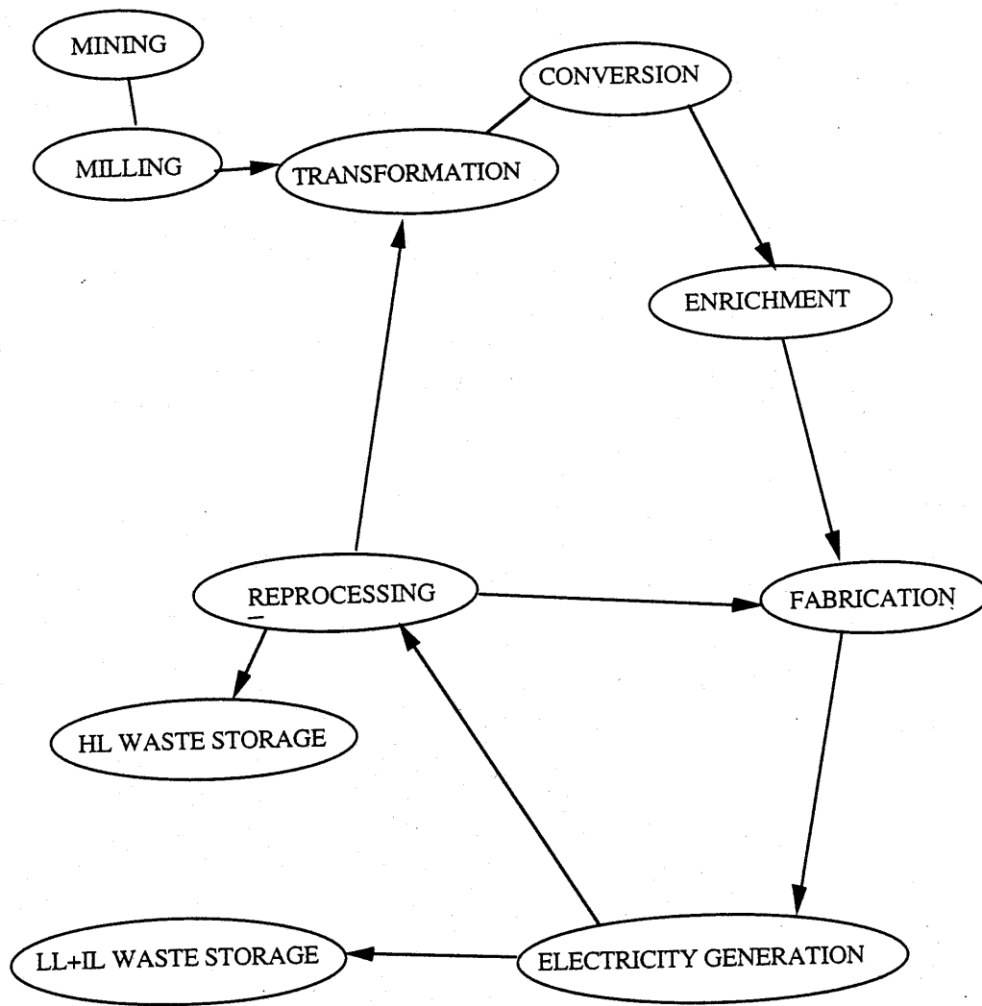 MINING
CONVERSION
MILLING
TRANSFORMATION
ENRICHMENT
REPROCESSING
FABRICATION
HL WASTE STORAGE
LL+IL WASTE STORAGE
ELECTRICITY GENERATION